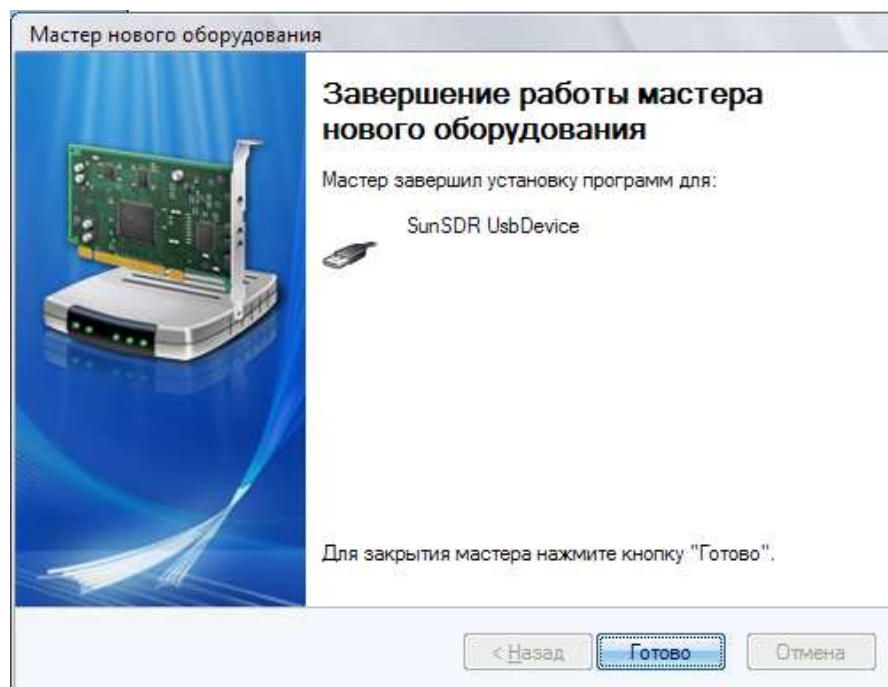 Мастер нового оборудования
Завершение работы мастера
нового оборудования
Мастер завершил установку программ для:
SunSDR UsbDevice
Для закрытия мастера нажмите кнопку "Готово".
< Назад Готово Отмена